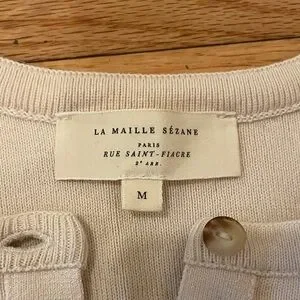 LA MAILLE SÉZANE
PARIS
RUE SAINT-FIACRE
2e ARR.
M